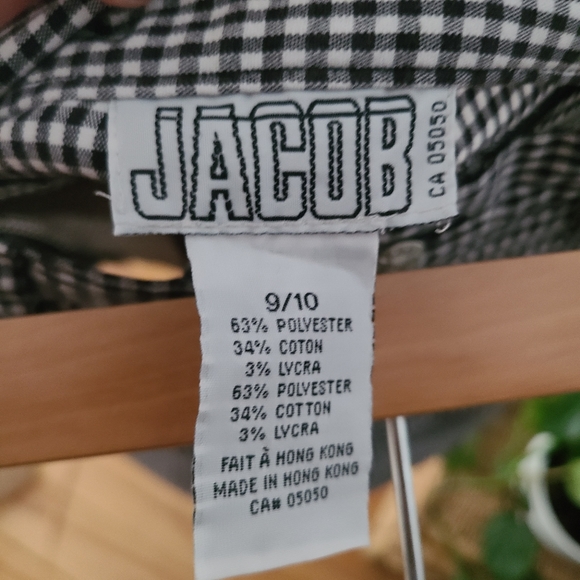 JACOB
CA 05050
9/10
63% POLYESTER
34% COTON
3% LYCRA
63% POLYESTER
34% COTTON
3% LYCRA
FAIT À HONG KONG
MADE IN HONG KONG
CA# 05050